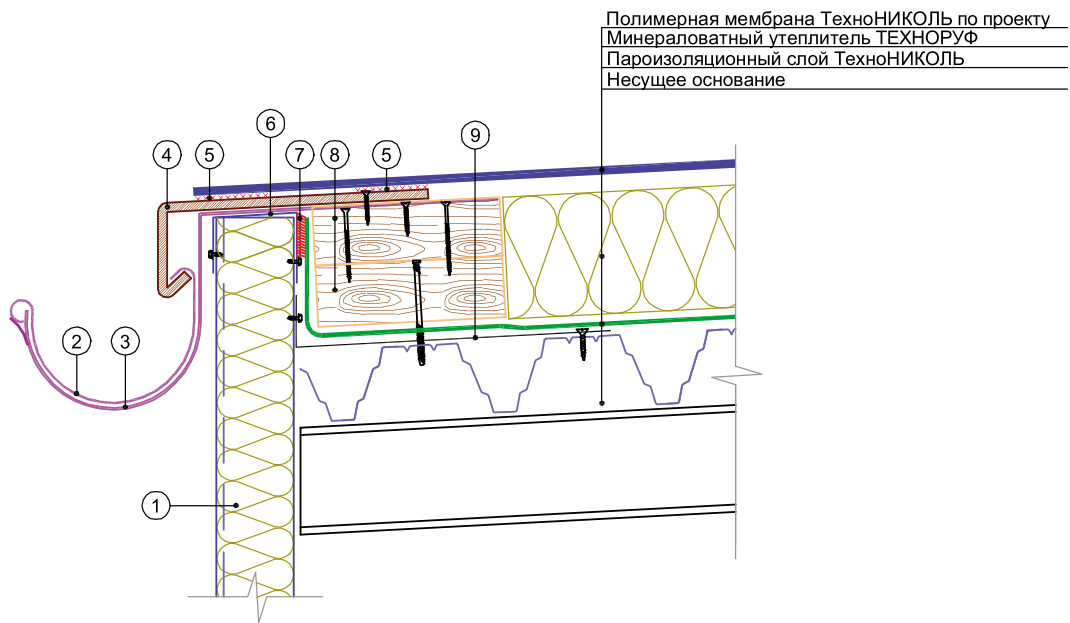 Полимерная мембрана ТехноНИКОЛЬ по проекту
Минераловатный утеплитель ТЕХНОРУФ
Пароизоляционный слой ТехноНИКОЛЬ
Несущее основание
6
9
4
5
7
8
5
2
3
1